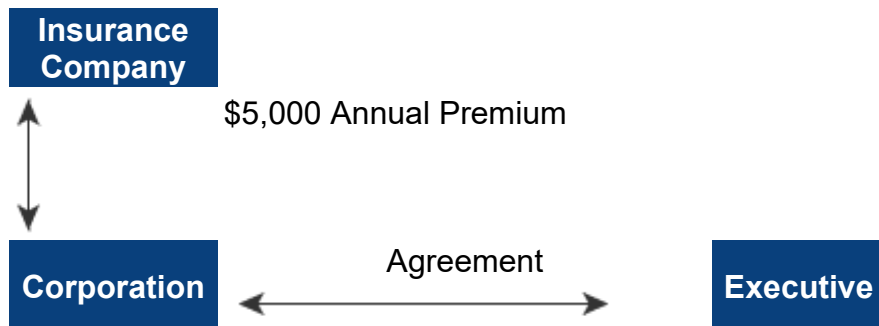 Insurance
Company
$5,000 Annual Premium
Agreement
Corporation
Executive